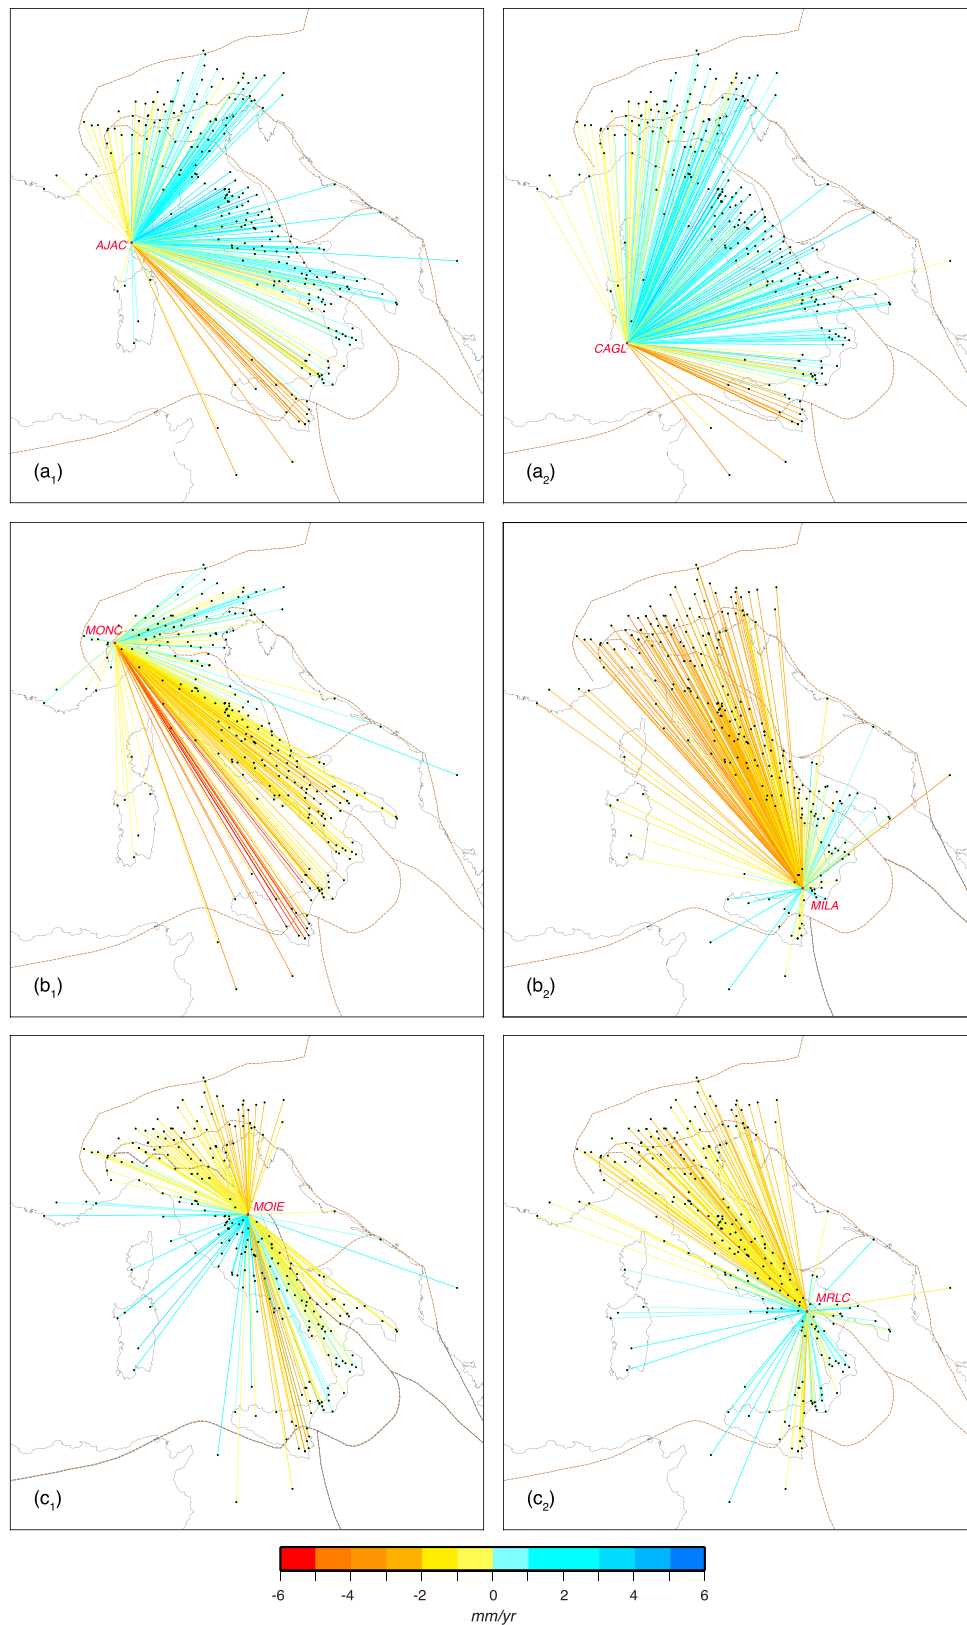 AJAC
(a1)
CAGL
(a2)
MONC
(b1)
MILA
(b2)
MOIE
(c1)
MRLC
(c2)
-6 -4 -2 0 2 4 6
mm/yr